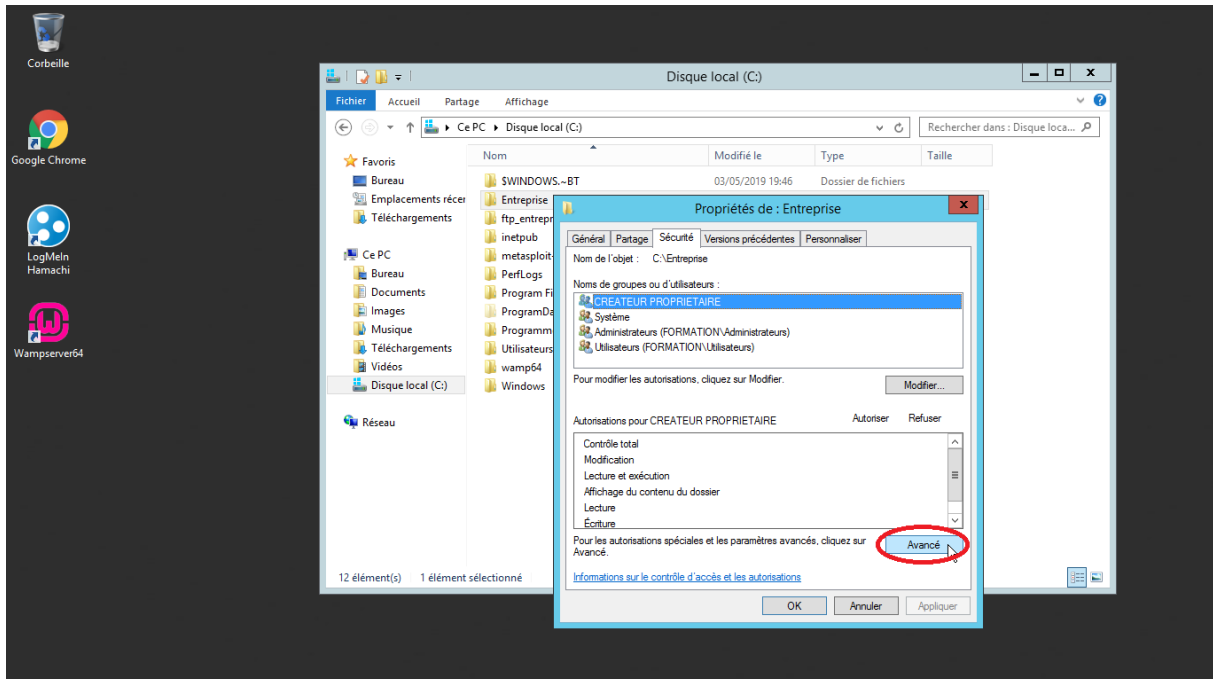 Corbeille
Google Chrome
LogMeIn
Hamachi
Wampserver64
Disque local (C:)
Fichier Accueil Partage Affichage
Ce PC Disque local (C:)
Rechercher dans : Disque loca...
Nom Modifié le Type Taille
Favoris
Bureau
Emplacements récer
Téléchargements
Ce PC
Bureau
Documents
Images
Musique
Téléchargements
Vidéos
Disque local (C:)
Réseau
$WINDOWS.~BT 03/05/2019 19:46 Dossier de fichiers
Entreprise
ftp_entrepr
inetpub
metasploit-
PerfLogs
Program Fi
ProgramDa
Programm
Utilisateurs
wamp64
Windows
12 élément(s) 1 élément sélectionné
Propriétés de : Entreprise
Général Partage Sécurité Versions précédentes Personnaliser
Nom de l'objet : C:\Entreprise
Noms de groupes ou d'utilisateurs :
CREATEUR PROPRIETAIRE
Système
Administrateurs (FORMATION\Administrateurs)
Utilisateurs (FORMATION\Utilisateurs)
Pour modifier les autorisations, cliquez sur Modifier.
Modifier...
Autorisations pour CREATEUR PROPRIETAIRE Autoriser Refuser
Contrôle total
Modification
Lecture et exécution
Affichage du contenu du dossier
Lecture
Écriture
Pour les autorisations spéciales et les paramètres avancés, cliquez sur
Avancé.
Avancé
Informations sur le contrôle d'accès et les autorisations
OK Annuler Appliquer